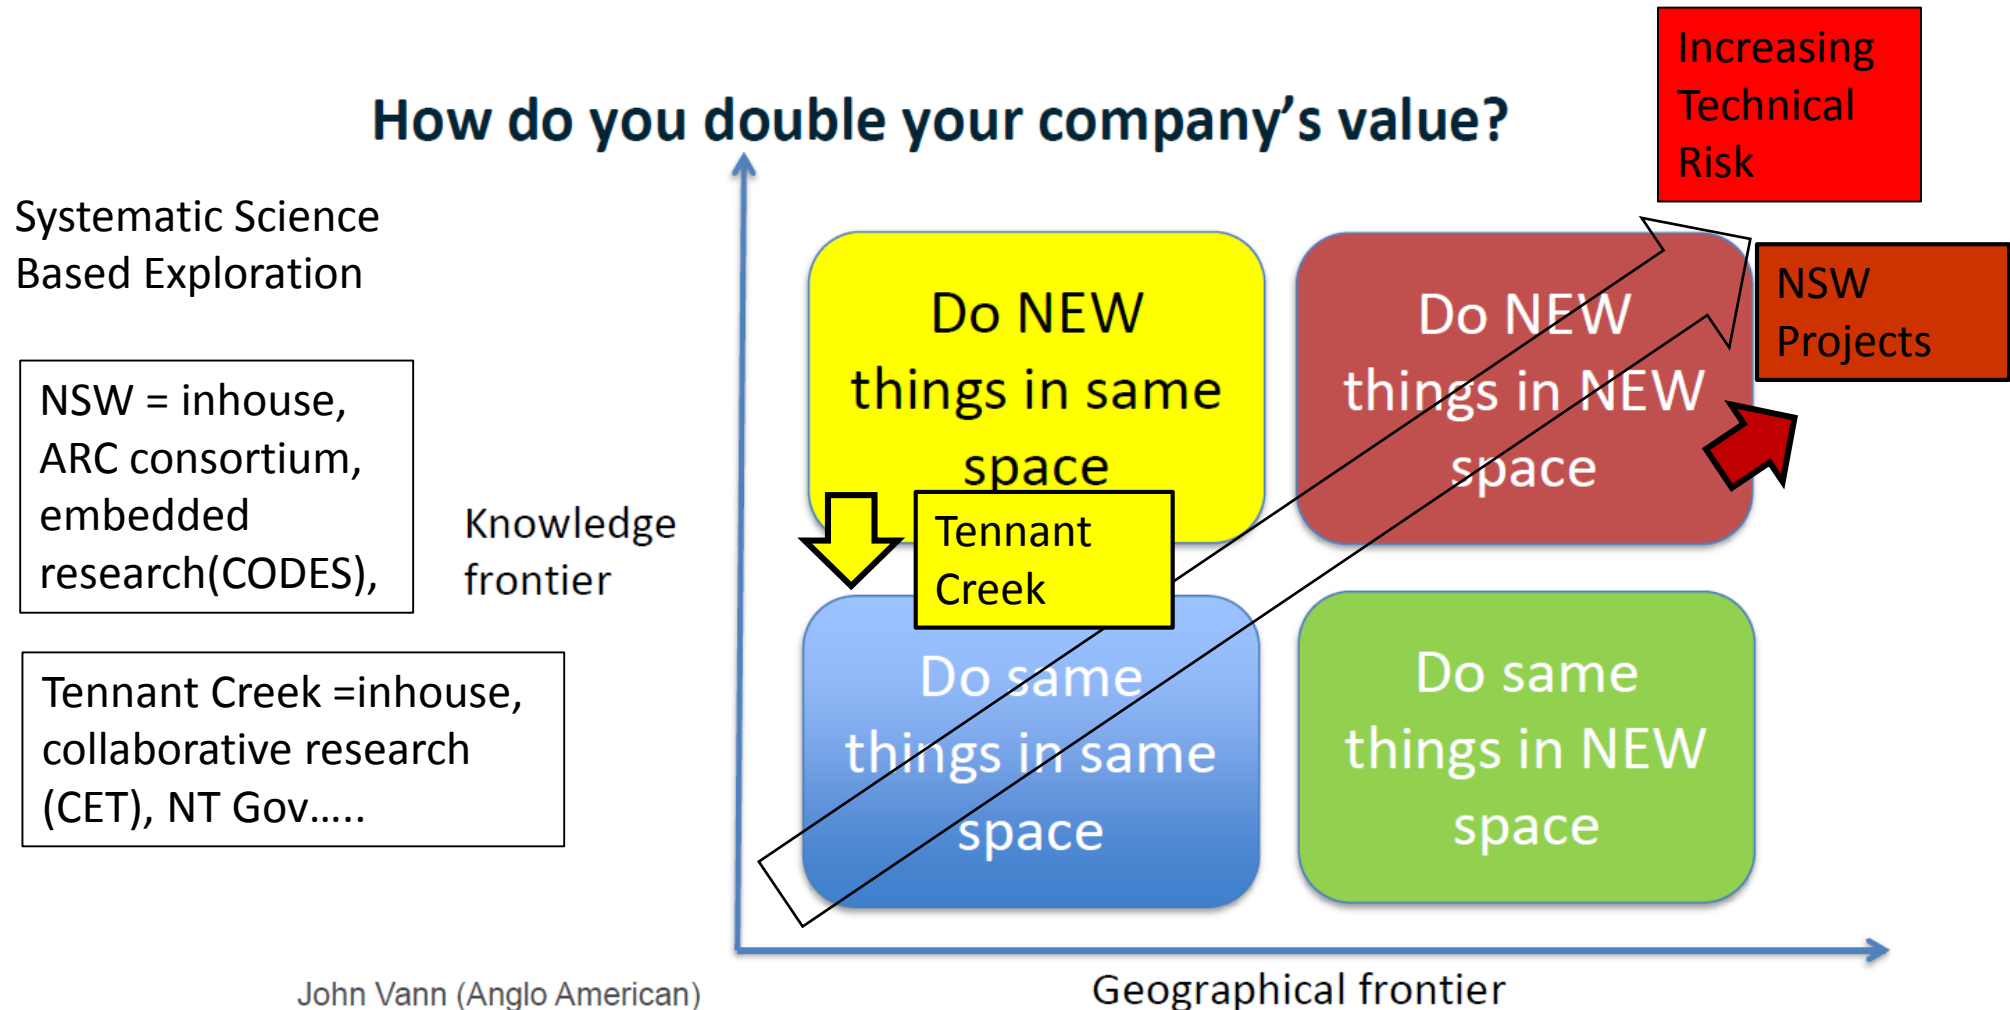 How do you double your company's value?
Increasing
Technical
Risk
Systematic Science
Based Exploration
NSW = inhouse,
ARC consortium,
embedded
research(CODES),
Tennant Creek =inhouse,
collaborative research
(CET), NT Gov.....
Knowledge
frontier
Do NEW
things in same
space
Do NEW
things in NEW
space
NSW
Projects
Tennant
Creek
Do same
things in same
space
Do same
things in NEW
space
John Vann (Anglo American)
Geographical frontier